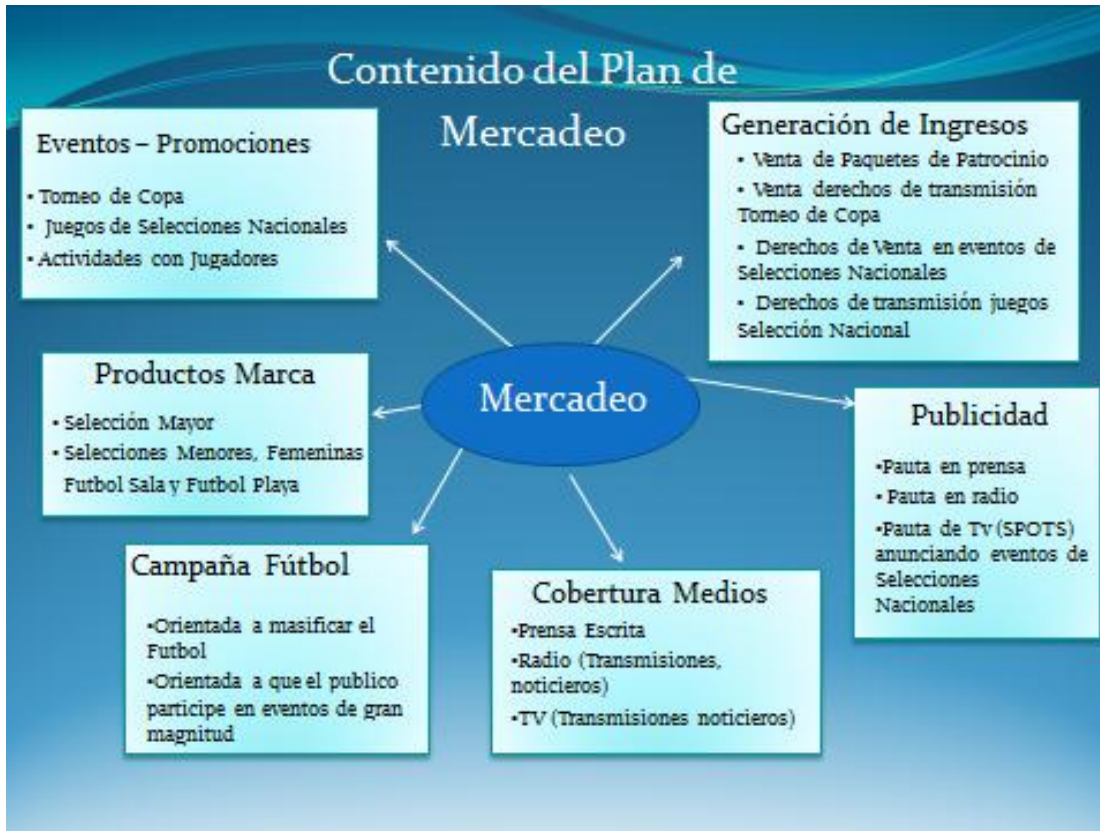 Contenido del Plan de
Mercadeo
Eventos – Promociones
• Torneo de Copa
• Juegos de Selecciones Nacionales
• Actividades con Jugadores
Generación de Ingresos
• Venta de Paquetes de Patrocinio
• Venta derechos de transmisión
Torneo de Copa
• Derechos de Venta en eventos de
Selecciones Nacionales
• Derechos de transmisión juegos
Selección Nacional
Productos Marca
• Selección Mayor
• Selecciones Menores, Femeninas
Futbol Sala y Futbol Playa
Mercadeo
Publicidad
•Pauta en prensa
• Pauta en radio
•Pauta de Tv (SPOTS)
anunciando eventos de
Selecciones
Nacionales
Campaña Fútbol
•Orientada a masificar el
Futbol
•Orientada a que el publico
participe en eventos de gran
magnitud
Cobertura Medios
•Prensa Escrita
•Radio (Transmisiones,
noticieros)
•TV (Transmisiones noticieros)